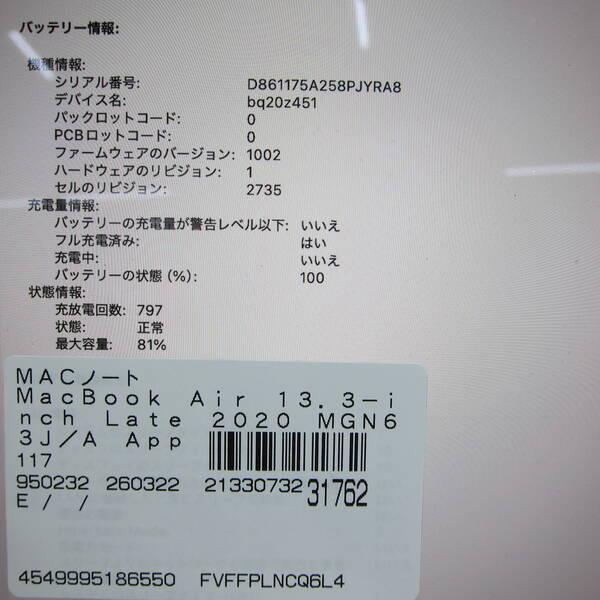 バッテリー情報:
機種情報:
シリアル番号: D861175A258PJYRA8
デバイス名: bq20z451
パックロットコード: 0
PCBロットコード: 0
ファームウェアのバージョン: 1002
ハードウェアのリビジョン: 1
セルのリビジョン: 2735
充電量情報:
バッテリーの充電量が警告レベル以下: いいえ
フル充電済み: はい
充電中: いいえ
バッテリーの状態 (%): 100
状態情報:
充放電回数: 797
状態: 正常
最大容量: 81%
MACノート
MacBook Air 13.3-i
nch Late 2020 MGN6
3J/A App
117
950232 260322 21330732 31762
E / /
4549995186550 FVFFPLNCQ6L4